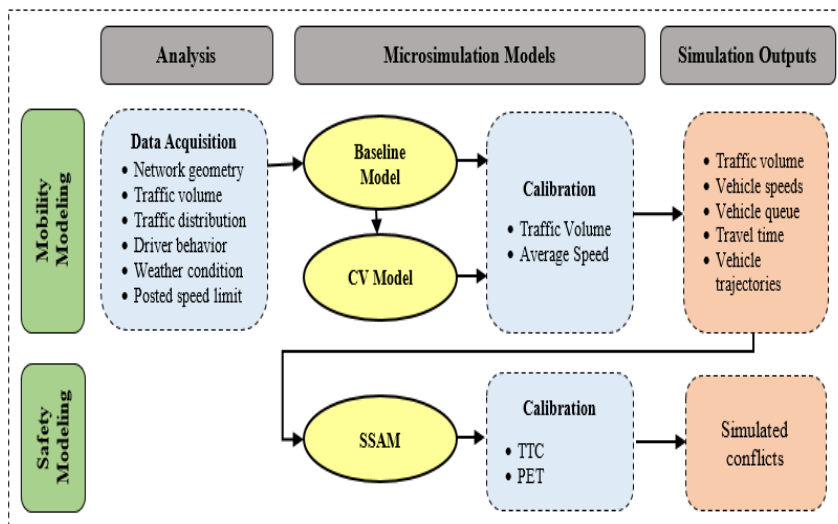 Analysis
Microsimulation Models
Simulation Outputs
Mobility
Modeling
Data Acquisition
• Network geometry
• Traffic volume
• Traffic distribution
• Driver behavior
• Weather condition
• Posted speed limit
Baseline
Model
CV Model
Calibration
• Traffic Volume
• Average Speed
• Traffic volume
• Vehicle speeds
• Vehicle queue
• Travel time
• Vehicle
trajectories
Safety
Modeling
SSAM
Calibration
• TTC
• PET
Simulated
conflicts